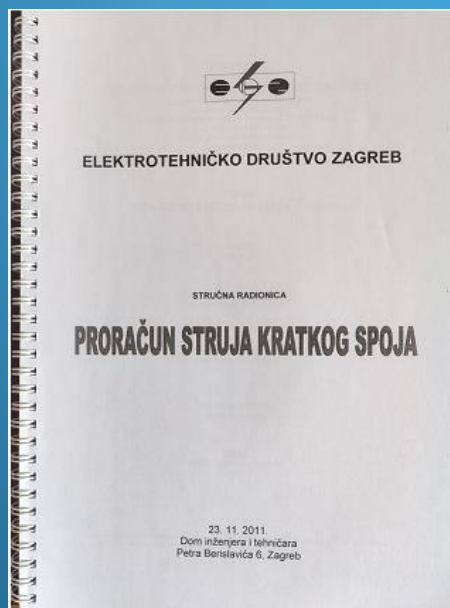 ELEKTROTEHNIČKO DRUŠTVO ZAGREB
STRUČNA RADIONICA
PRORAČUN STRUJA KRATKOG SPOJA
23. 11. 2011.
Dom inženjera i tehničara
Petra Berislavića 6, Zagreb